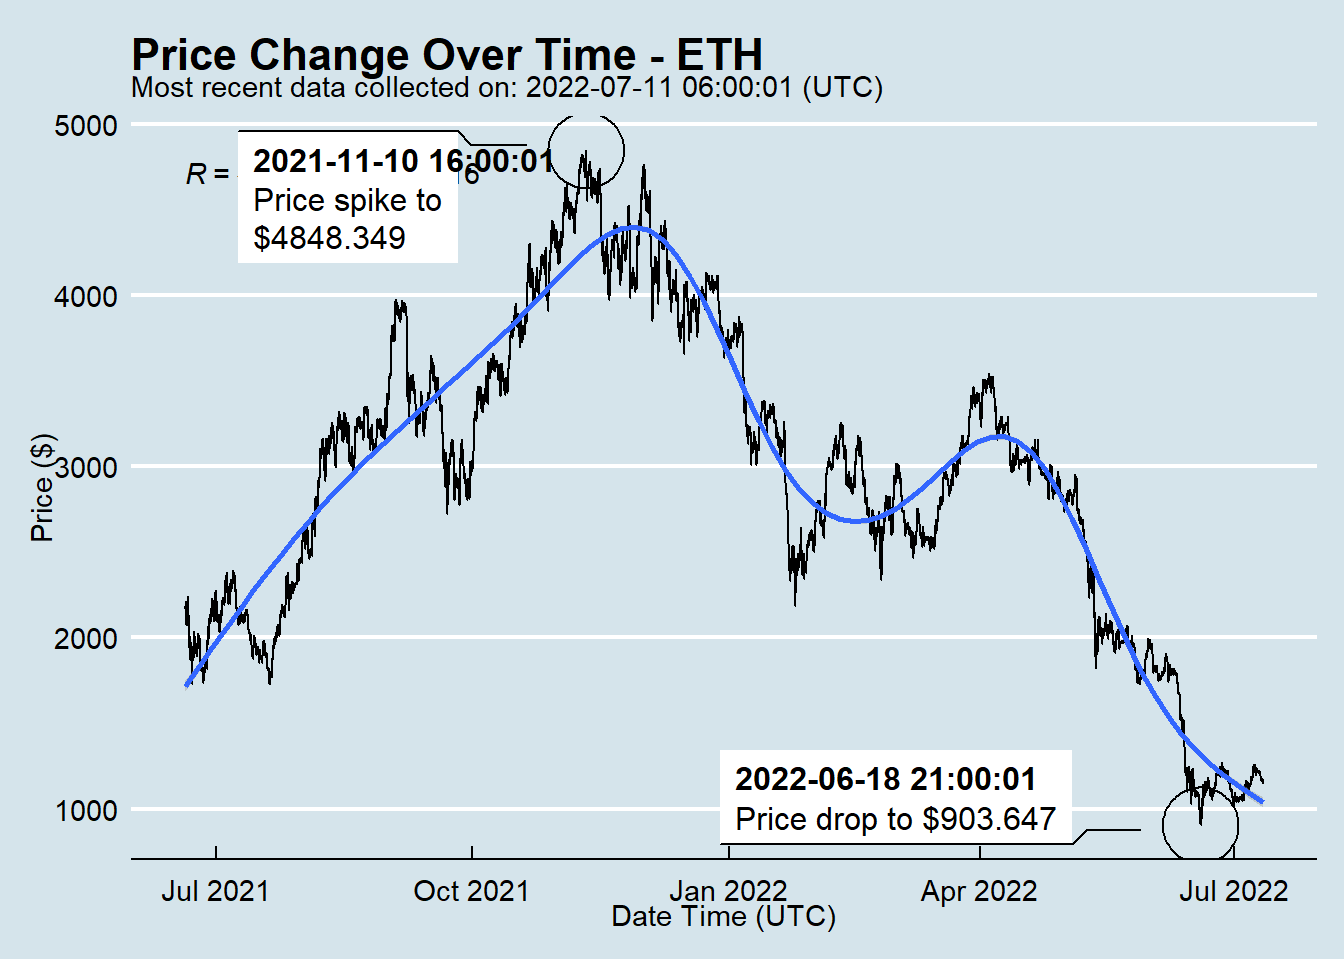 Price Change Over Time - ETH
Most recent data collected on: 2022-07-11 06:00:01 (UTC)
5000
4000
3000
2000
1000
Price ($)
2021-11-10 16:00:01
R =
6
Price spike to
$4848.349
2022-06-18 21:00:01
Price drop to $903.647
Jul 2021
Oct 2021
Jan 2022
Apr 2022
Jul 2022
Date Time (UTC)